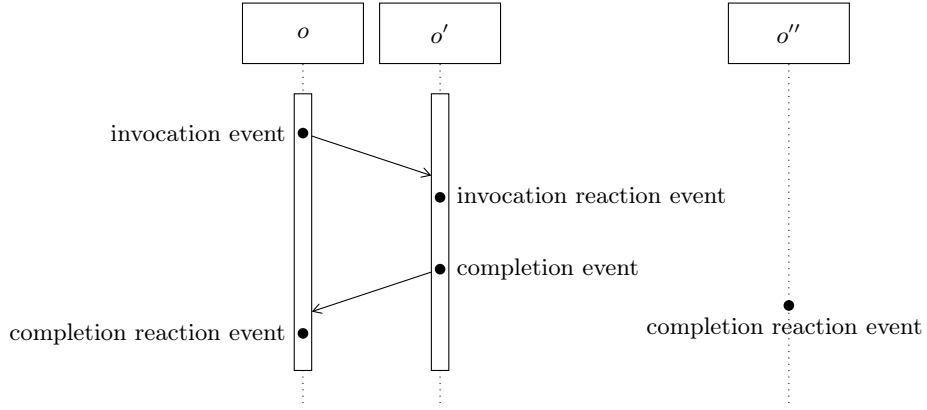 o
o′
o″
invocation event
invocation reaction event
completion event
completion reaction event
completion reaction event